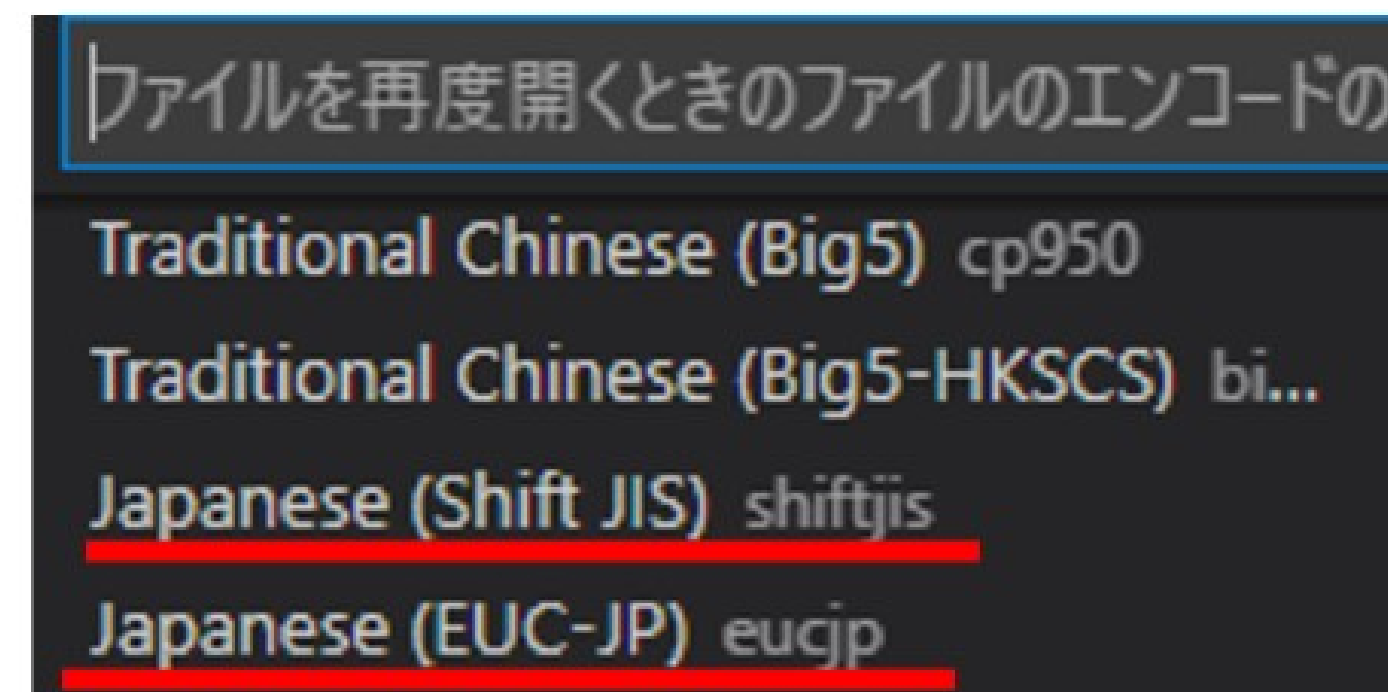 ファイルを再度開くときのファイルのエンコードの
Traditional Chinese (Big5) cp950
Traditional Chinese (Big5-HKSCS) bi...
Japanese (Shift JIS) shiftjis
Japanese (EUC-JP) eucjp